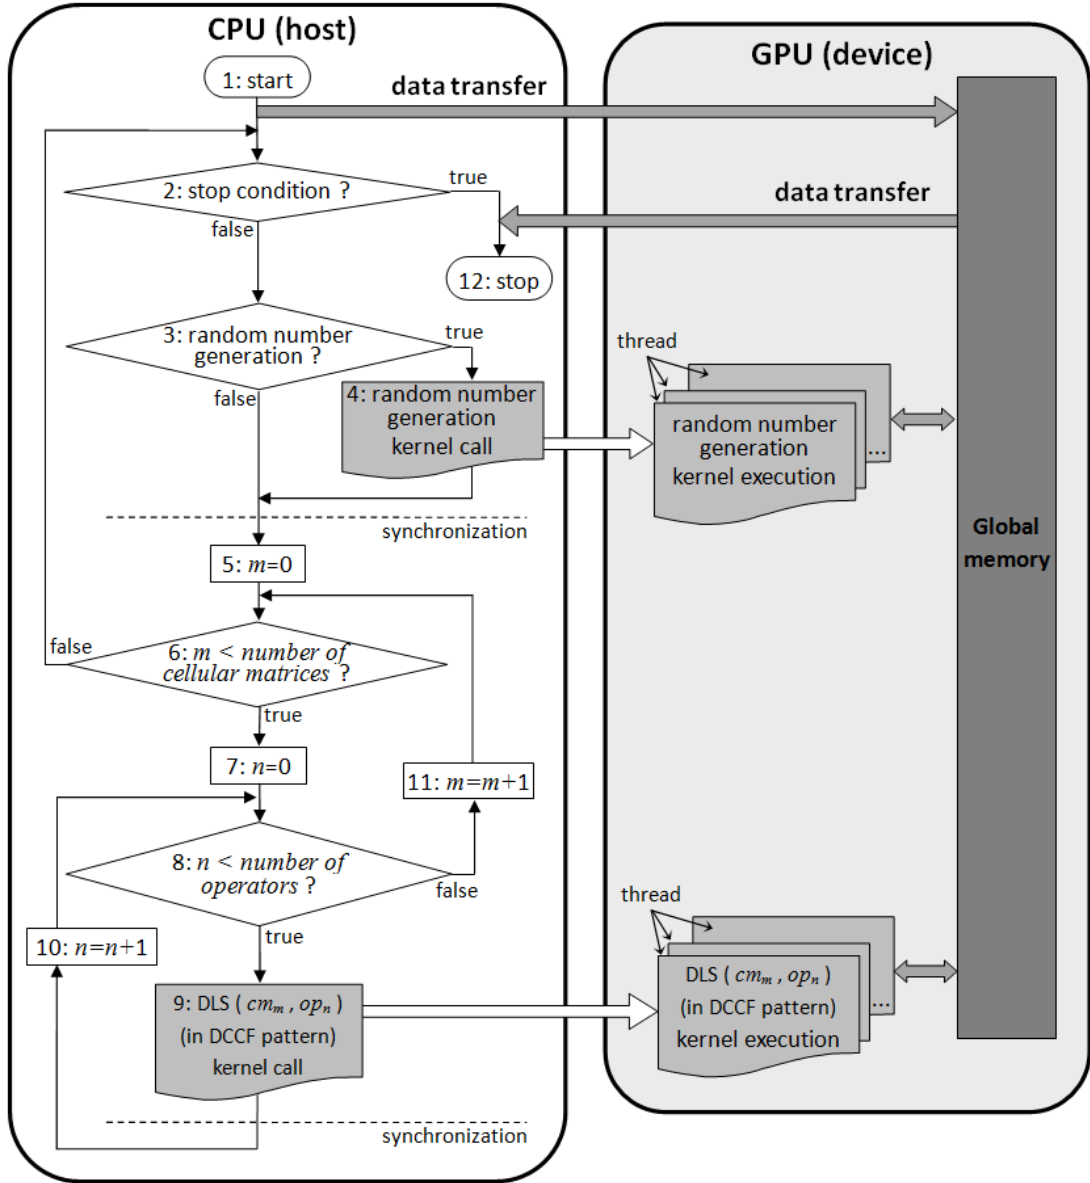 CPU (host)
GPU (device)
1: start
data transfer
2: stop condition ?
true
data transfer
false
12: stop
3: random number
generation ?
true
thread
false
4: random number
generation
kernel call
random number
generation
kernel execution
...
synchronization
Global
memory
5: m=0
false
6: m < number of
cellular matrices ?
true
7: n=0
11: m=m+1
8: n < number of
operators ?
false
thread
true
10: n=n+1
9: DLS ( cmₘ , opₙ )
(in DCCF pattern)
kernel call
DLS ( cmₘ , opₙ )
(in DCCF pattern)
kernel execution
...
synchronization